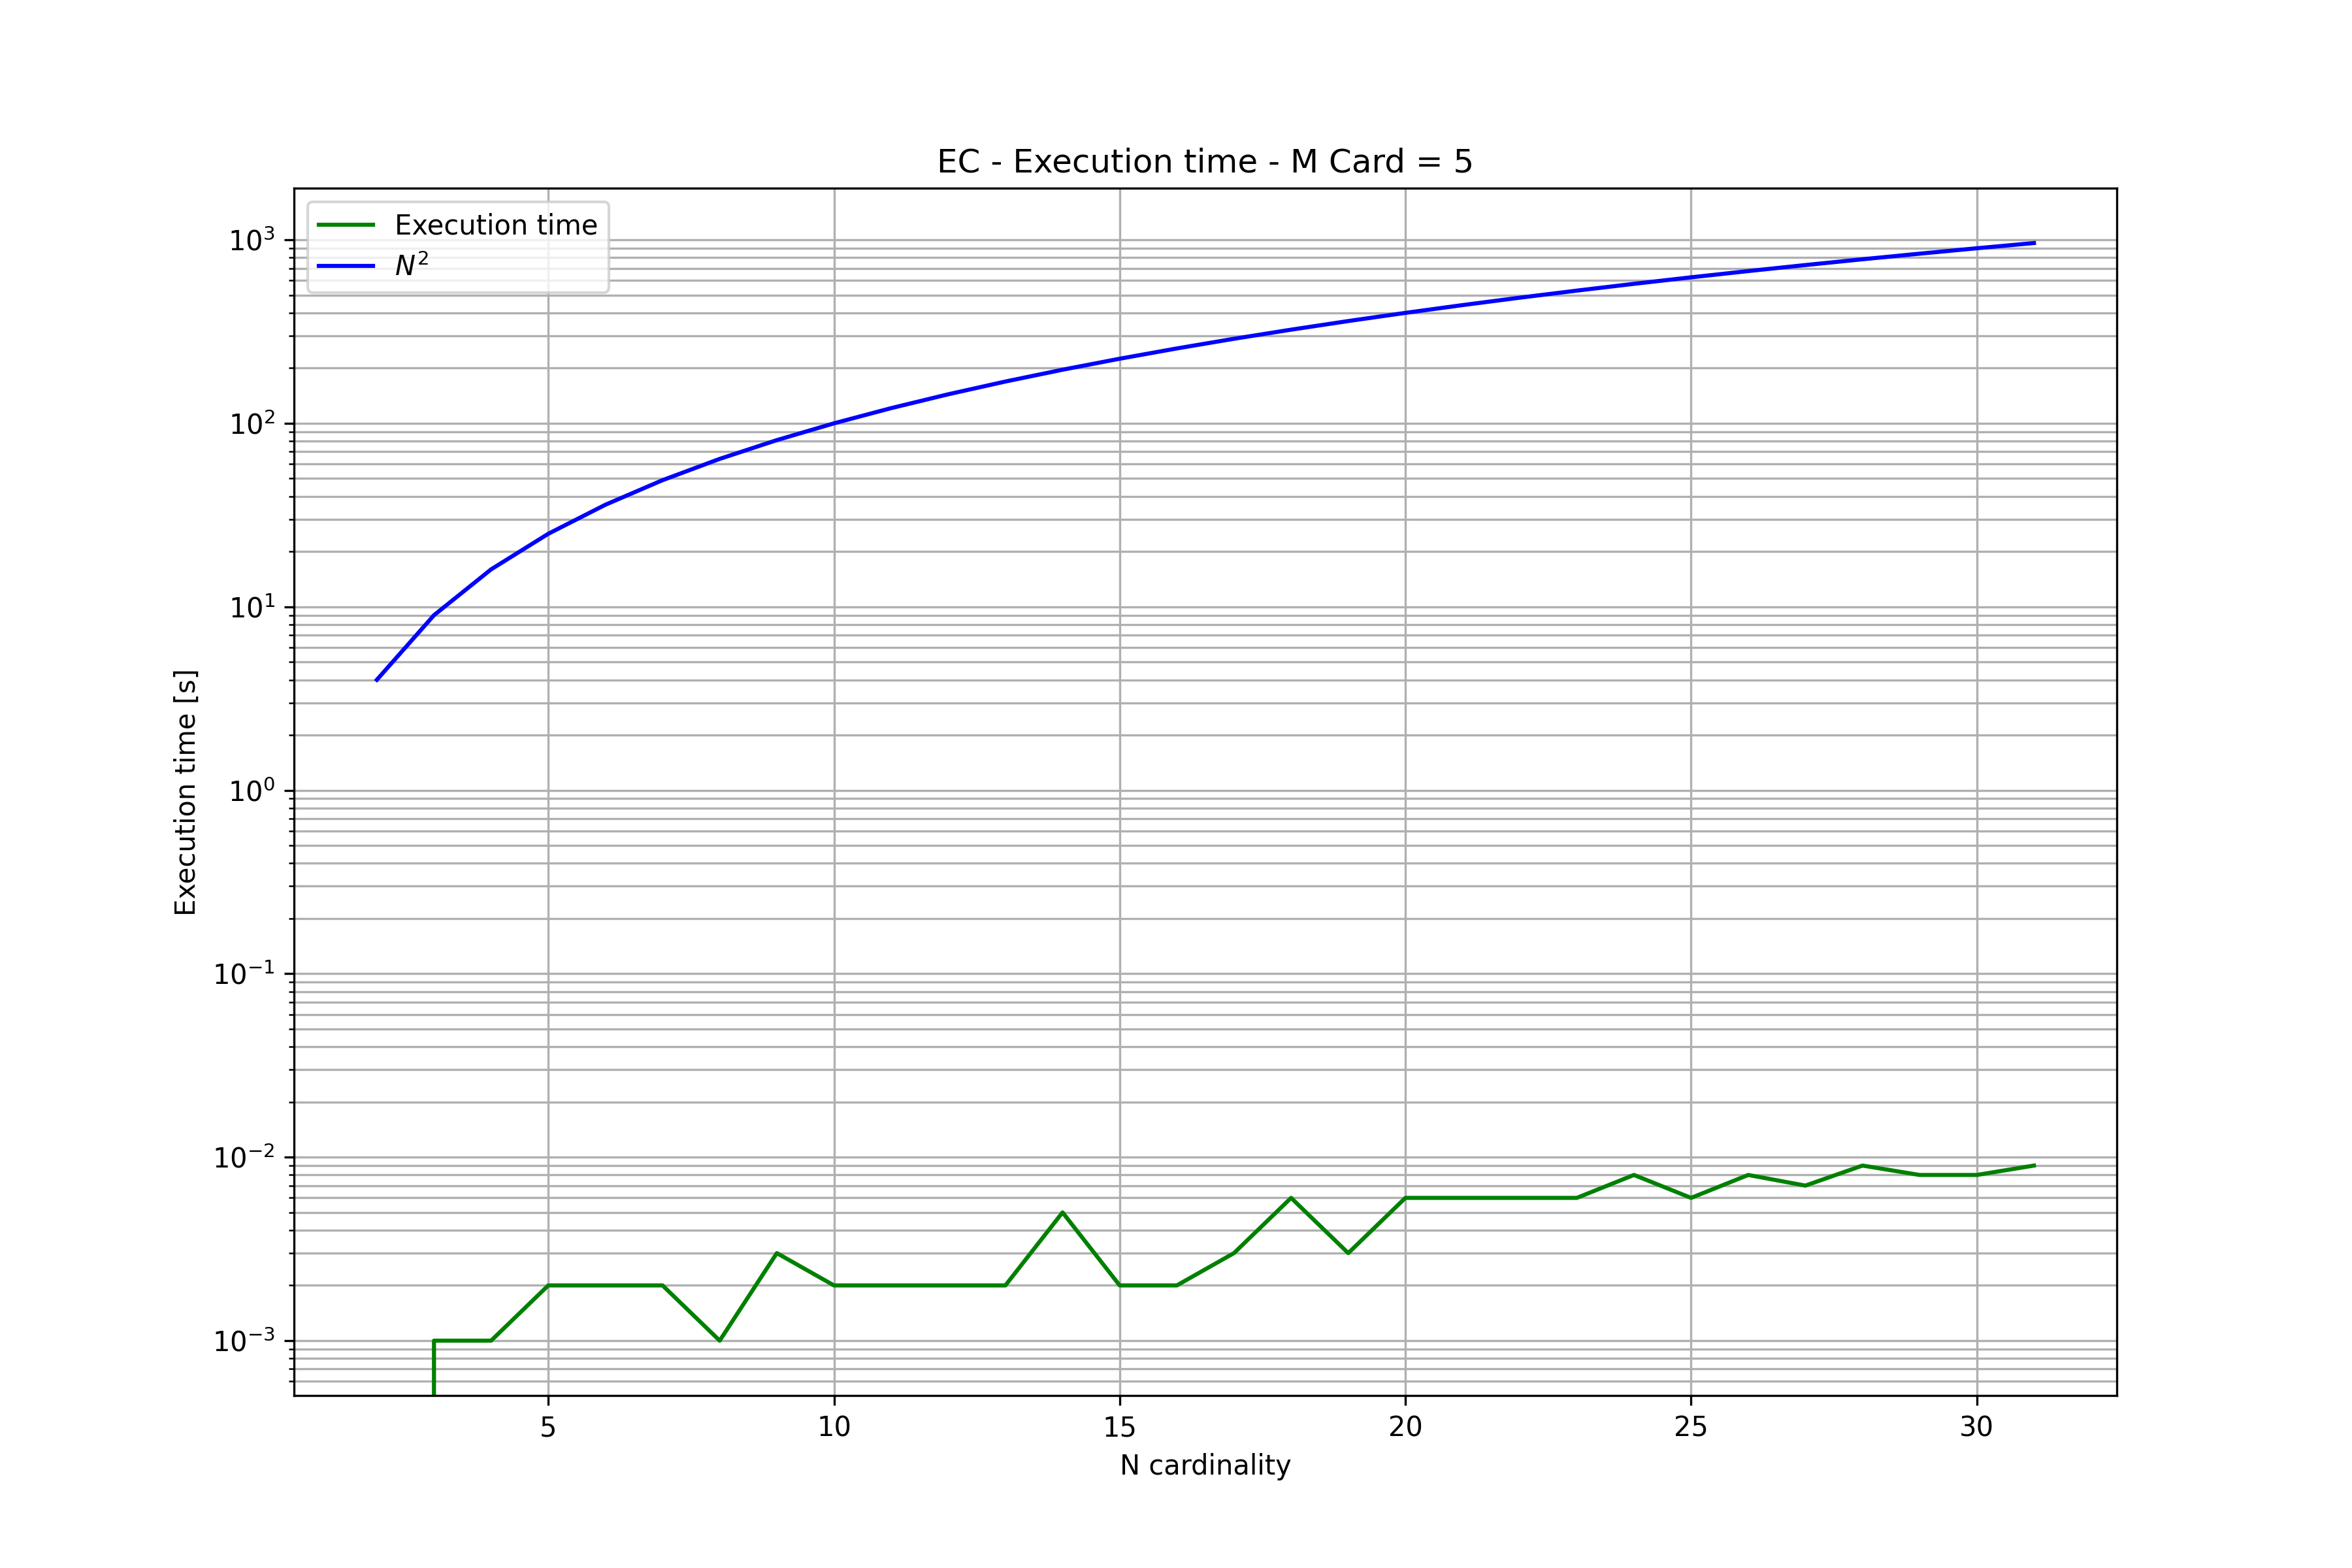 EC - Execution time - M Card = 5
Execution time
N²
10³
10²
10¹
10⁰
10⁻¹
10⁻²
10⁻³
Execution time [s]
5 10 15 20 25 30
N cardinality